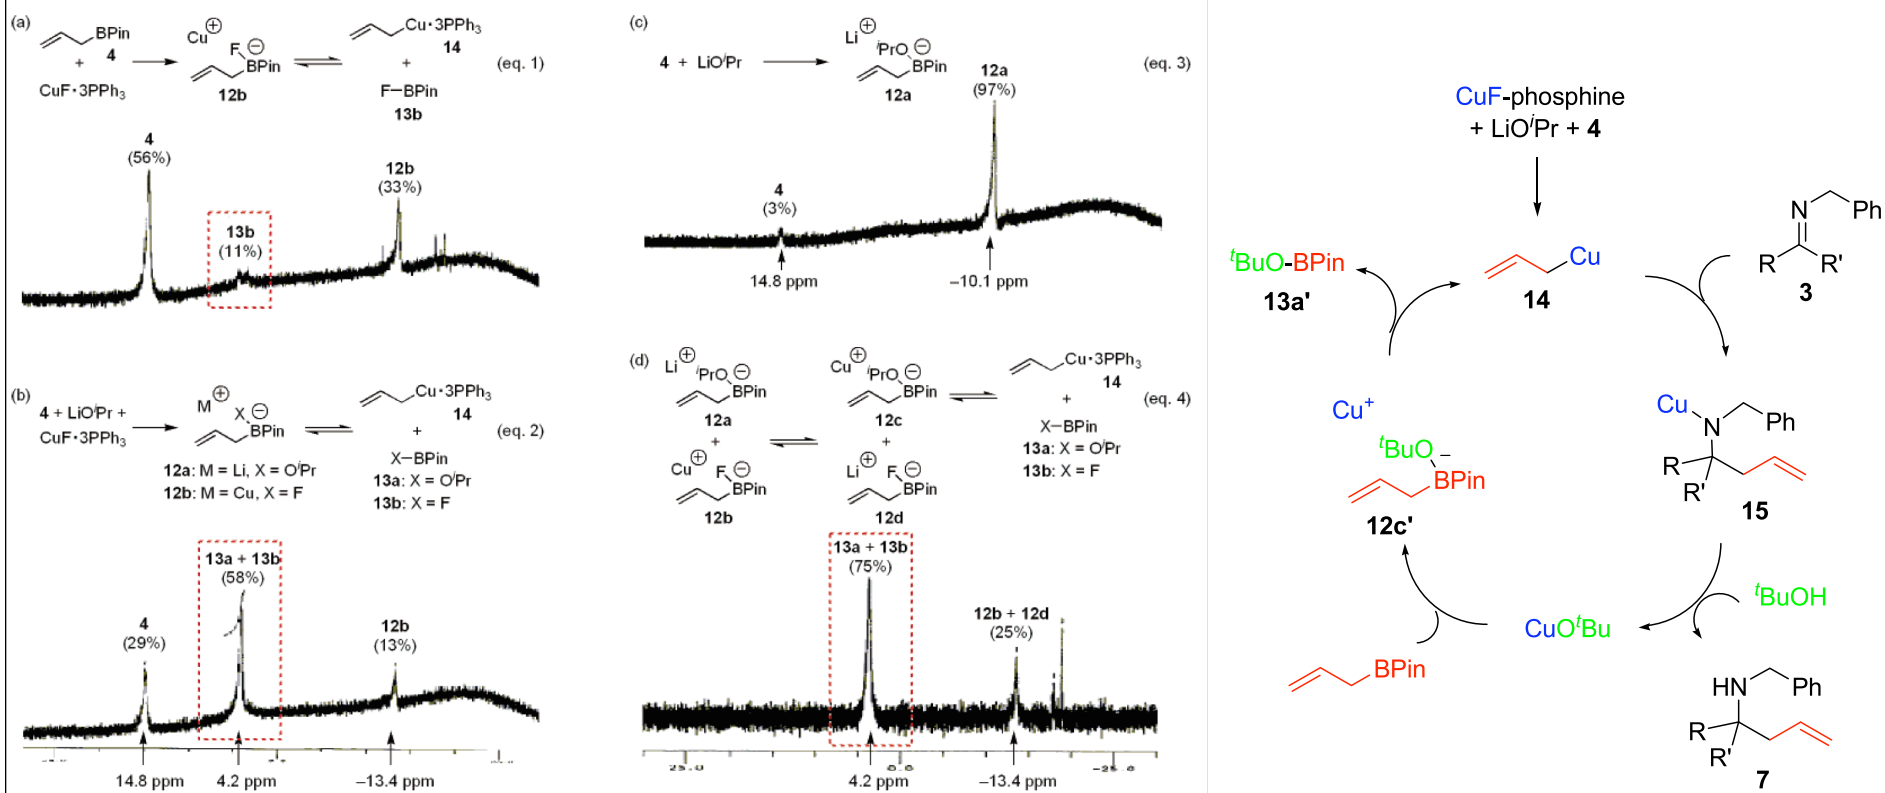 (a)
BPin
4
+
CuF•3PPh3
Cu+
F
−
BPin
12b
Cu•3PPh3
14
+
F−BPin
13b
(eq. 1)
4
(56%)
13b
(11%)
12b
(33%)
(b)
4 + LiOiPr +
CuF•3PPh3
M+
X
−
BPin
12a: M = Li, X = OiPr
12b: M = Cu, X = F
Cu•3PPh3
14
+
X−BPin
13a: X = OiPr
13b: X = F
(eq. 2)
4
(29%)
13a + 13b
(58%)
12b
(13%)
14.8 ppm
4.2 ppm
−13.4 ppm
(c)
4 + LiOiPr
Li+
iPrO
−
BPin
12a
(eq. 3)
12a
(97%)
4
(3%)
14.8 ppm
−10.1 ppm
(d)
Li+
iPrO
−
BPin
12a
+
Cu+
F
−
BPin
12b
Cu+
iPrO
−
BPin
12c
+
Li+
F
−
BPin
12d
Cu•3PPh3
14
+
X−BPin
13a: X = OiPr
13b: X = F
(eq. 4)
13a + 13b
(75%)
12b + 12d
(25%)
4.2 ppm
−13.4 ppm
CuF-phosphine
+ LiOiPr + 4
tBuO-BPin
13a'
Cu
14
N
Ph
R
R'
3
Cu+
tBuO
−
BPin
12c'
Cu
N
Ph
R
R'
15
tBuOH
CuOtBu
BPin
HN
Ph
R
R'
7